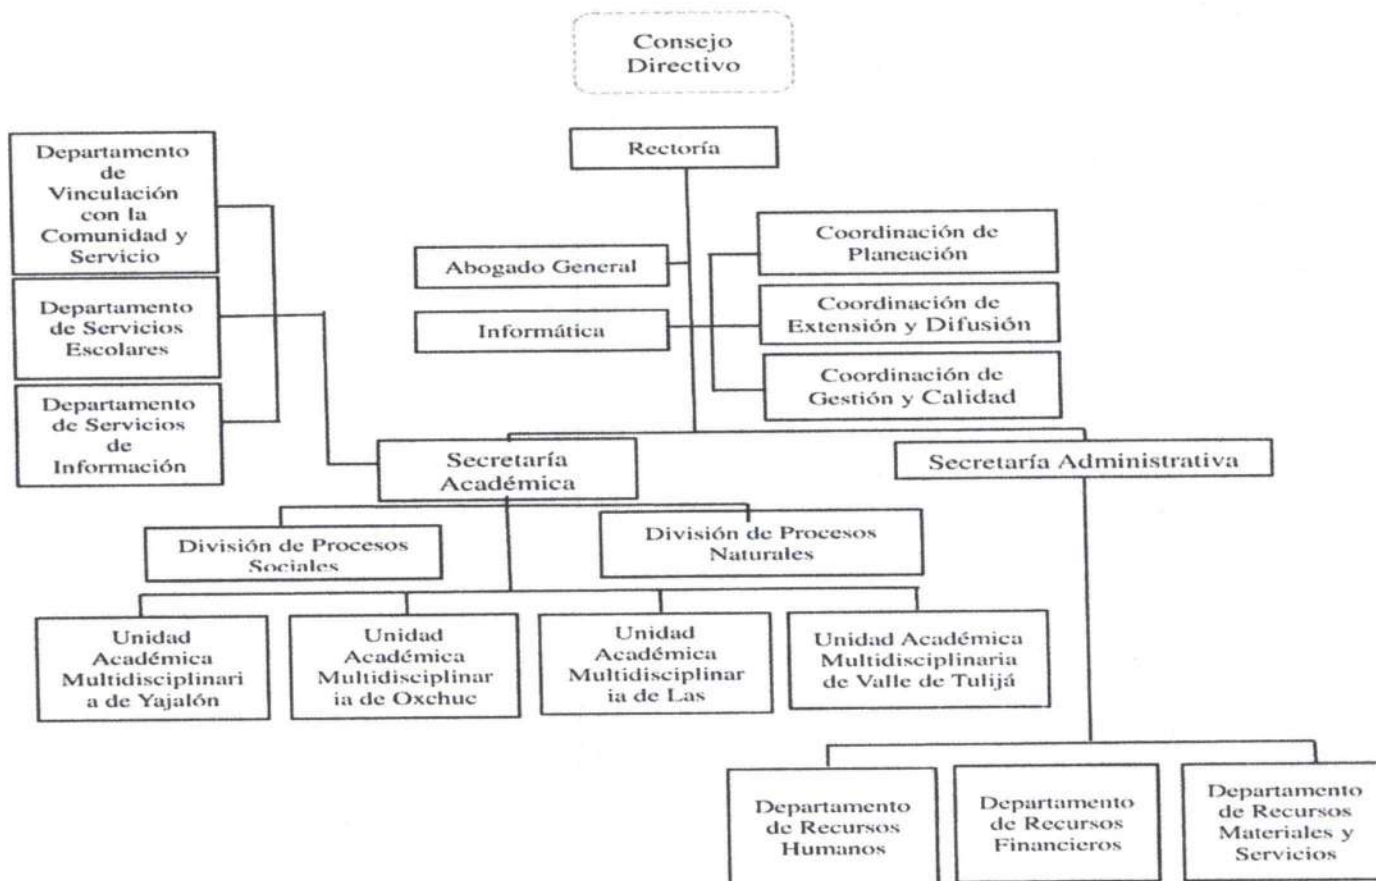 Consejo
Directivo
Rectoría
Departamento
de
Vinculación
con la
Comunidad y
Servicio
Departamento
de Servicios
Escolares
Departamento
de Servicios
de
Información
Abogado General
Informática
Coordinación de
Planeación
Coordinación de
Extensión y Difusión
Coordinación de
Gestión y Calidad
Secretaría
Académica
Secretaría Administrativa
División de Procesos
Sociales
División de Procesos
Naturales
Unidad
Académica
Multidisciplinari
a de Yajalón
Unidad
Académica
Multidisciplinar
ia de Oxchuc
Unidad
Académica
Multidisciplinar
ia de Las
Unidad Académica
Multidisciplinaria
de Valle de Tulijá
Departamento
de Recursos
Humanos
Departamento
de Recursos
Financieros
Departamento
de Recursos
Materiales y
Servicios